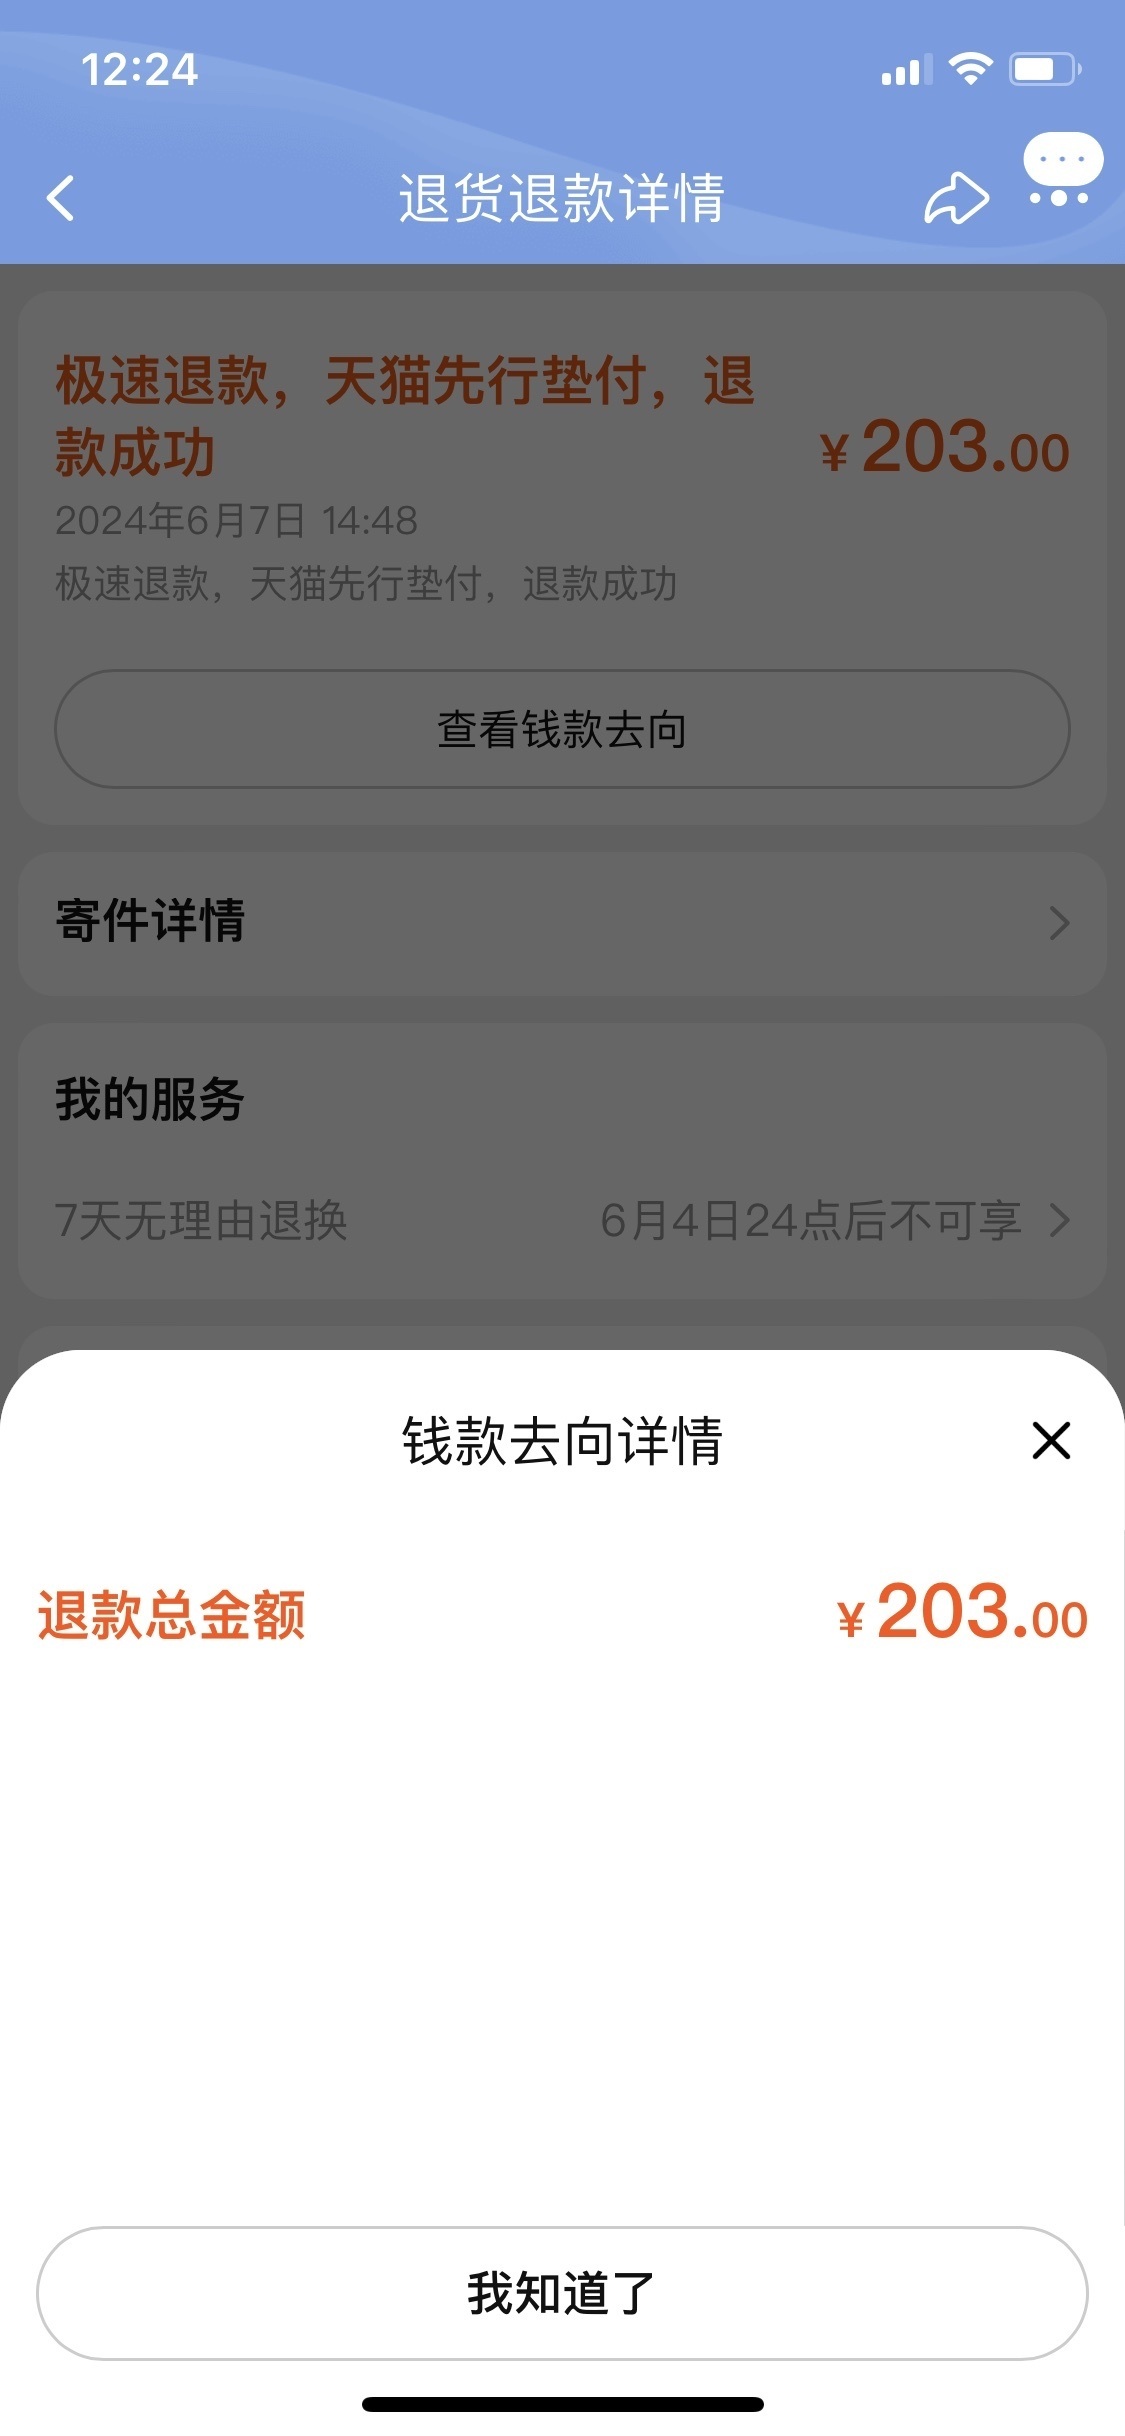 12:24
退货退款详情
极速退款，天猫先行垫付，退
款成功
¥203.00
2024年6月7日 14:48
极速退款，天猫先行垫付，退款成功
查看钱款去向
寄件详情
我的服务
7天无理由退换
6月4日24点后不可享
钱款去向详情
退款总金额
¥203.00
我知道了